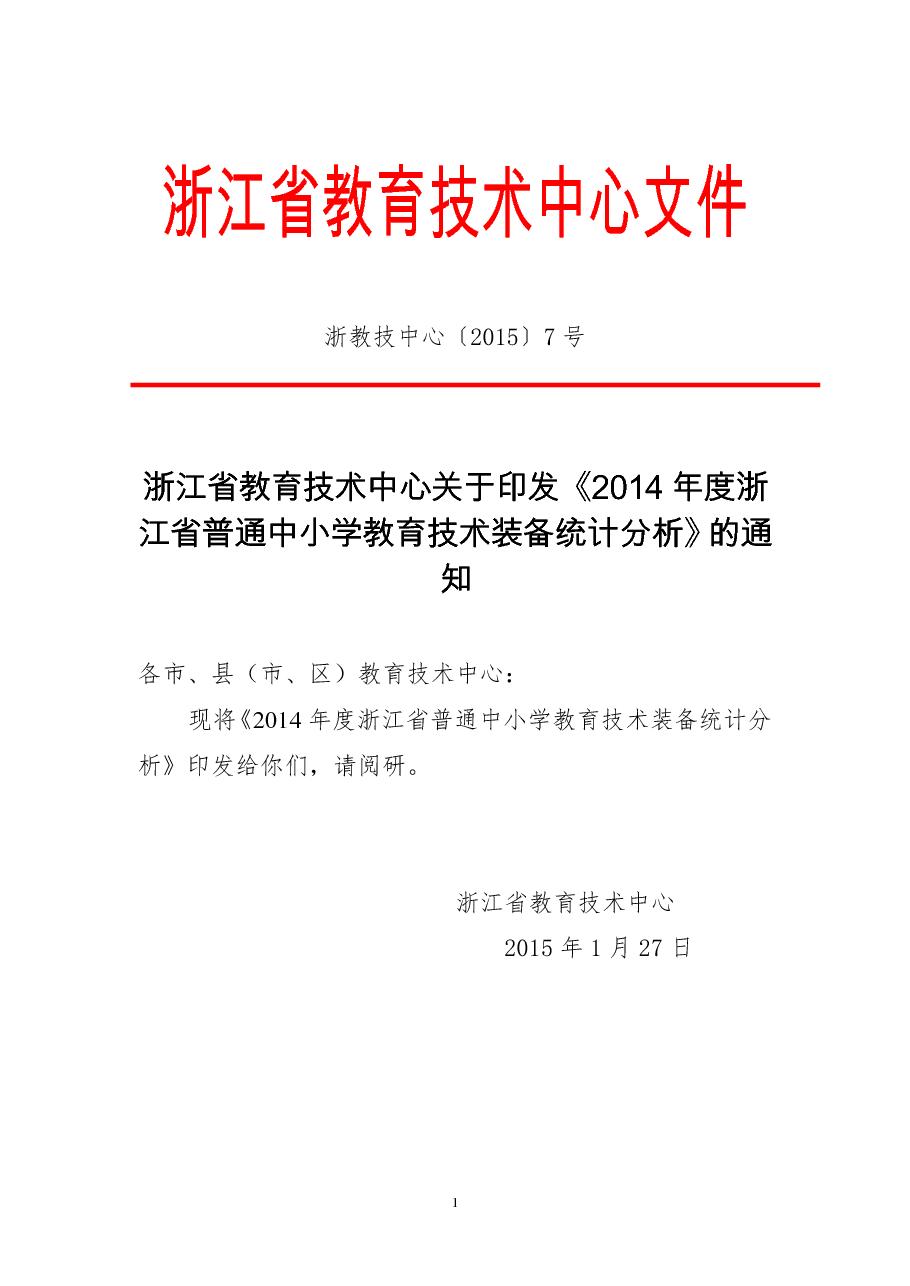 浙江省教育技术中心文件
浙教技中心〔2015〕7 号
浙江省教育技术中心关于印发《2014 年度浙
江省普通中小学教育技术装备统计分析》的通
知
各市、县（市、区）教育技术中心：
现将《2014 年度浙江省普通中小学教育技术装备统计分
析》印发给你们，请阅研。
浙江省教育技术中心
2015 年 1 月 27 日
1